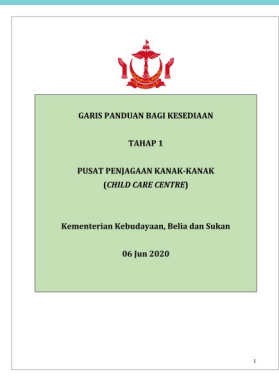 GARIS PANDUAN BAGI KESEDIAAN
TAHAP 1
PUSAT PENJAGAAN KANAK-KANAK
(CHILD CARE CENTRE)
Kementerian Kebudayaan, Belia dan Sukan
06 Jun 2020
1